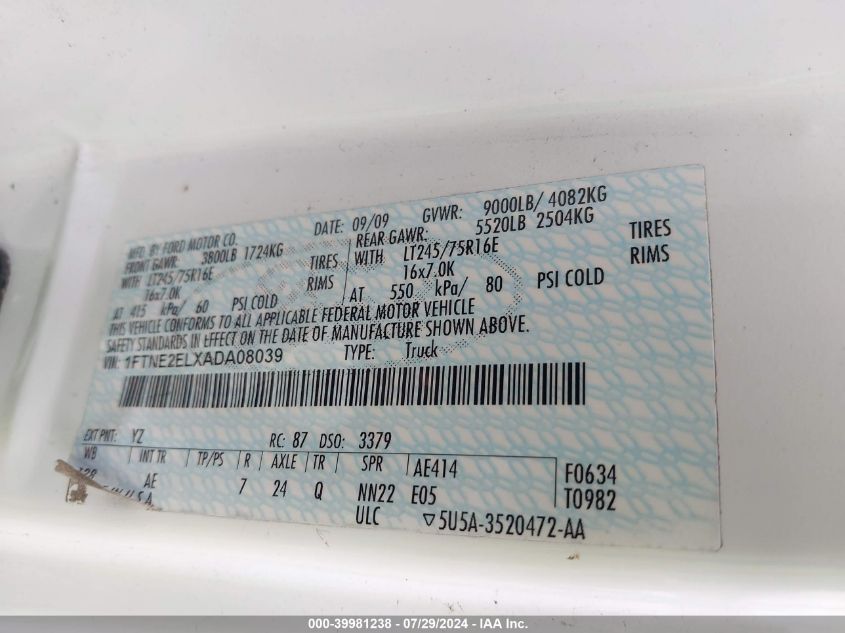 MFD. BY FORD MOTOR CO. DATE: 09/09 GVWR: 9000LB/ 4082KG
FRONT GAWR: 3800LB 1724KG REAR GAWR: 5520LB 2504KG
WITH LT245/75R16E TIRES WITH LT245/75R16E TIRES
16x7.0K RIMS 16x7.0K RIMS
AT 415 kPa/ 60 PSI COLD AT 550 kPa/ 80 PSI COLD
THIS VEHICLE CONFORMS TO ALL APPLICABLE FEDERAL MOTOR VEHICLE
SAFETY STANDARDS IN EFFECT ON THE DATE OF MANUFACTURE SHOWN ABOVE.
VIN: 1FTNE2ELXADA08039 TYPE: Truck
EXT PNT: YZ RC: 87 DSO: 3379
WB INT TR TP/PS R AXLE TR SPR AE414 F0634
AE 7 24 Q NN22 E05 T0982
ULC ▽5U5A-3520472-AA
000-39981238 - 07/29/2024 - IAA Inc.